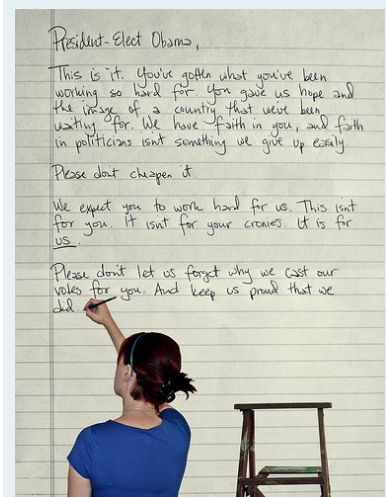 President-Elect Obama,
This is it. You've gotten what you've been
working so hard for. You gave us hope and
the image of a country that we've been
waiting for. We have faith in you, and faith
in politicians isnt something we give up easily
Please dont cheapen it.
We expect you to work hard for us. This isnt
for you. It isnt for your cronies. It is for
us.
Please don't let us forget why we cast our
votes for you. And keep us proud that we
did.